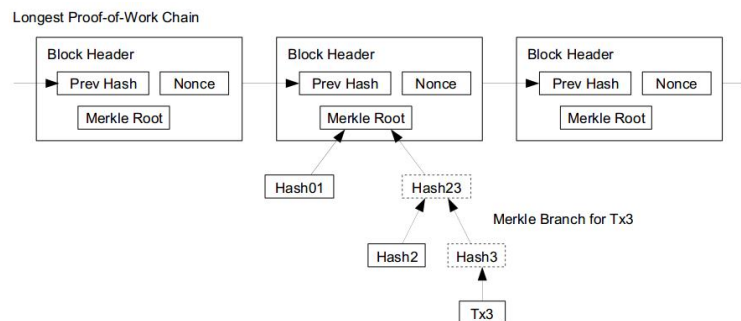 Longest Proof-of-Work Chain
Block Header
Prev Hash
Nonce
Merkle Root
Block Header
Prev Hash
Nonce
Merkle Root
Block Header
Prev Hash
Nonce
Merkle Root
Hash01
Hash23
Merkle Branch for Tx3
Hash2
Hash3
Tx3